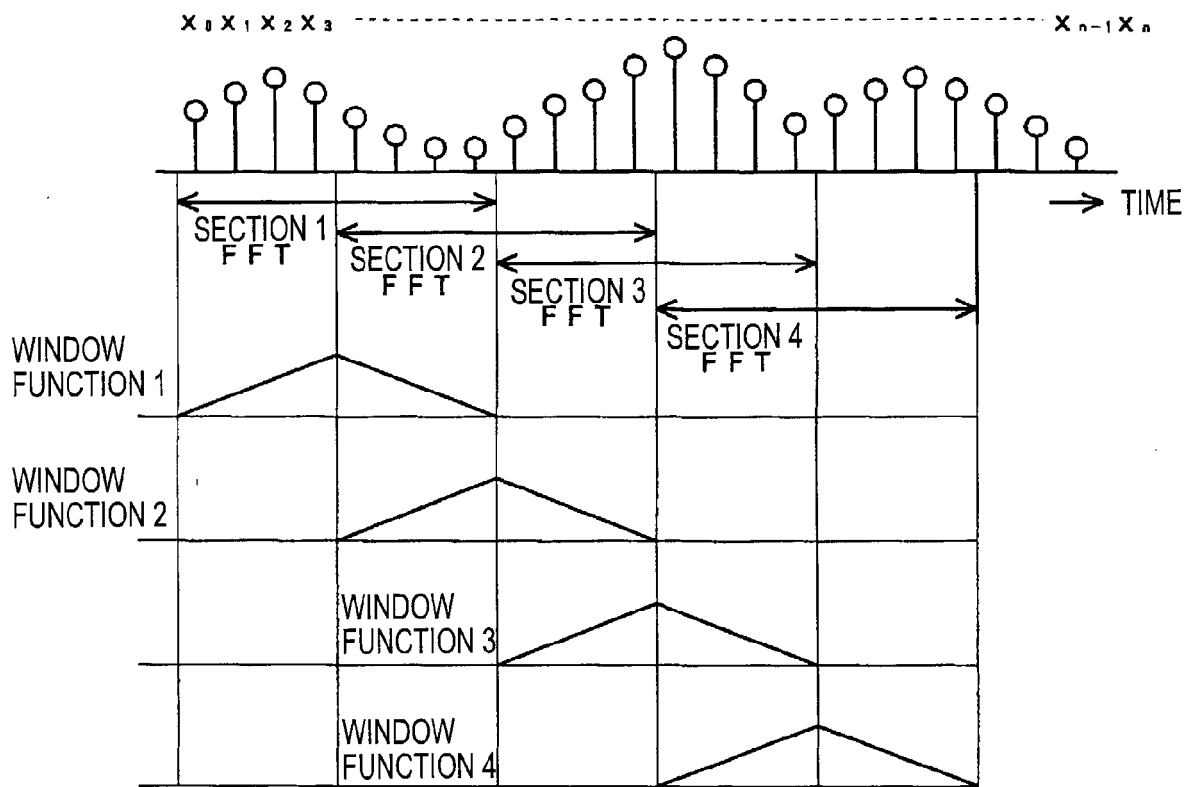 X₀ X₁ X₂ X₃ Xₙ₋₁ Xₙ
TIME
SECTION 1
FFT
SECTION 2
FFT
SECTION 3
FFT
SECTION 4
FFT
WINDOW
FUNCTION 1
WINDOW
FUNCTION 2
WINDOW
FUNCTION 3
WINDOW
FUNCTION 4